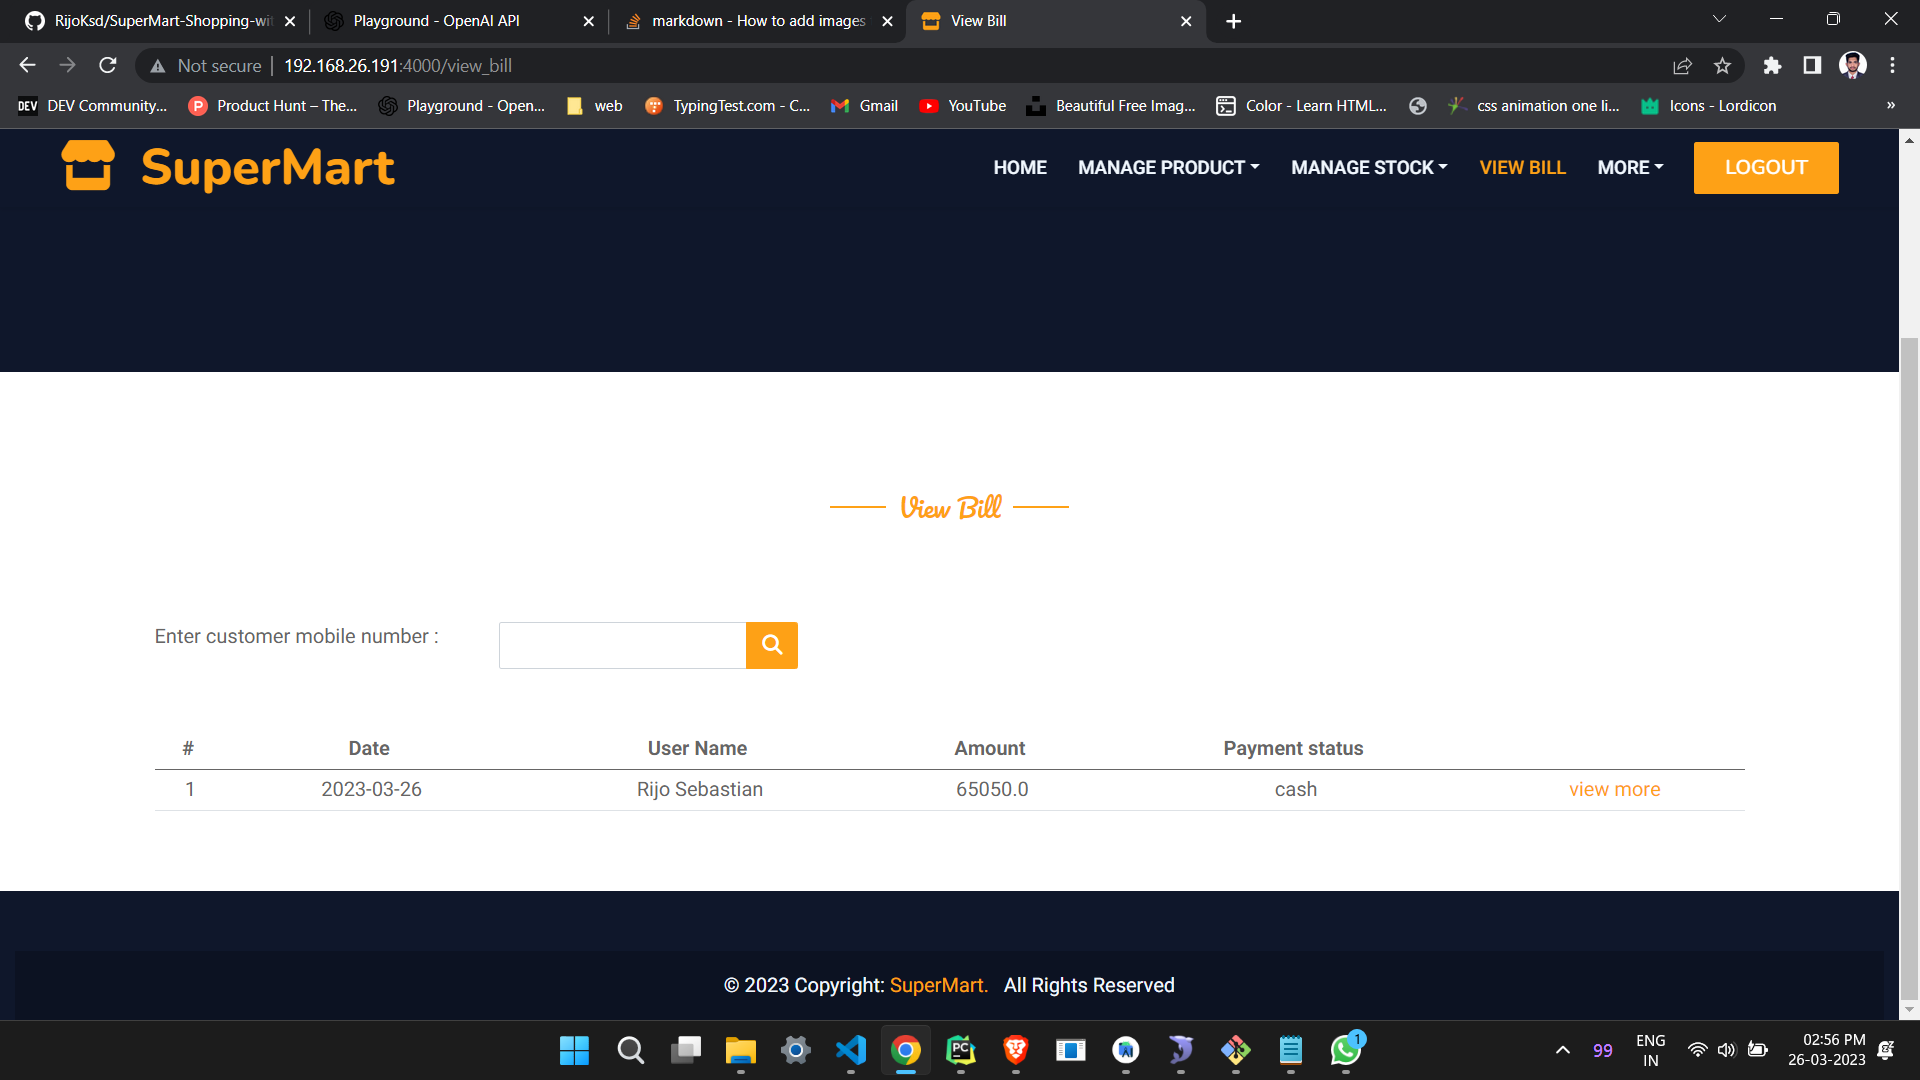 RijoKsd/SuperMart-Shopping-wit
Playground - OpenAI API
markdown - How to add images
View Bill
Not secure
192.168.26.191:4000/view_bill
DEV DEV Community...
P Product Hunt – The...
Playground - Open...
web
TypingTest.com - C...
Gmail
YouTube
Beautiful Free Imag...
Color - Learn HTML...
css animation one li...
Icons - Lordicon
»
SuperMart
HOME
MANAGE PRODUCT
MANAGE STOCK
VIEW BILL
MORE
LOGOUT
View Bill
Enter customer mobile number :
# Date User Name Amount Payment status
1 2023-03-26 Rijo Sebastian 65050.0 cash view more
© 2023 Copyright: SuperMart. All Rights Reserved
PC
1
99
ENG
IN
02:56 PM
26-03-2023